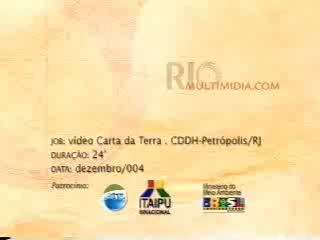 RIO
MULTIMIDIA.COM
JOB: vídeo Carta da Terra . CDDH-Petrópolis/RJ
DURAÇÃO: 24"
DATA: dezembro/004
Patrocínio:
ITAIPU
BINACIONAL
Ministério do
Meio Ambiente
BRASIL